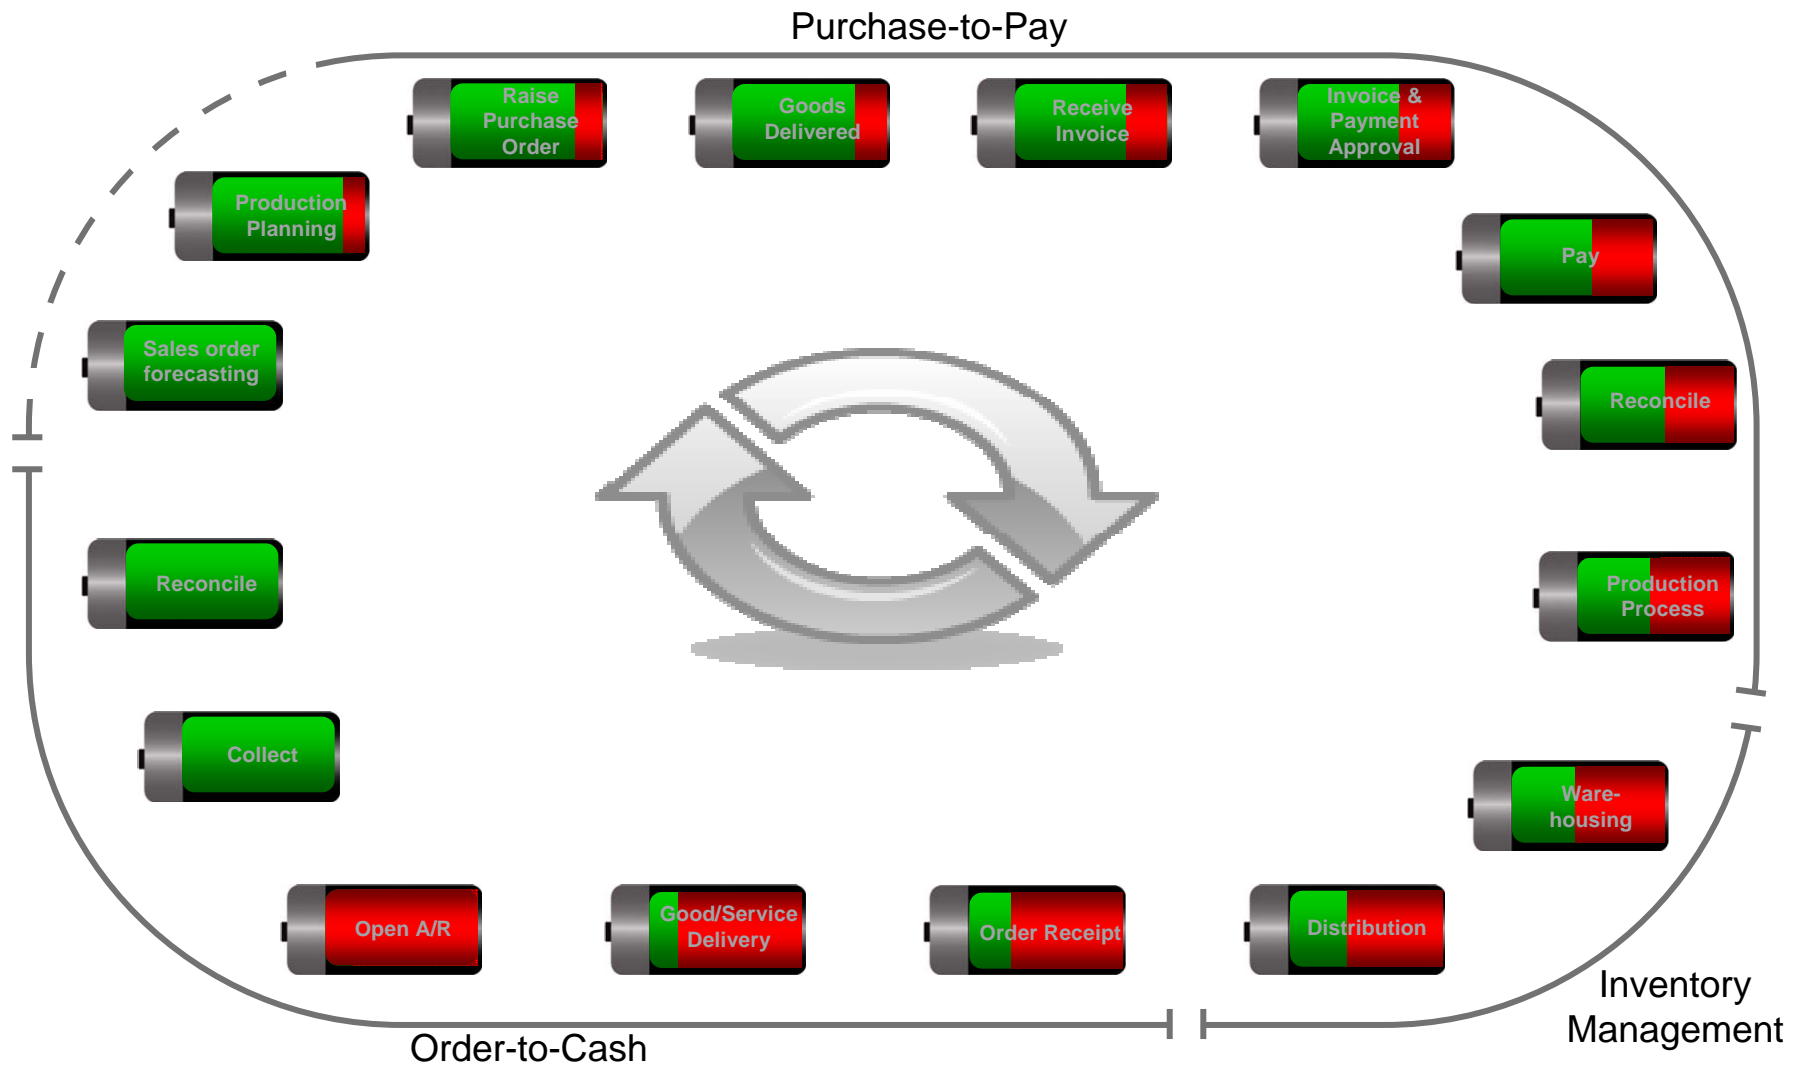 Purchase-to-Pay
Raise
Purchase
Order
Goods
Delivered
Receive
Invoice
Invoice &
Payment
Approval
Production
Planning
Pay
Sales order
forecasting
Reconcile
Reconcile
Production
Process
Collect
Ware-
housing
Open A/R
Good/Service
Delivery
Order Receipt
Distribution
Inventory
Management
Order-to-Cash